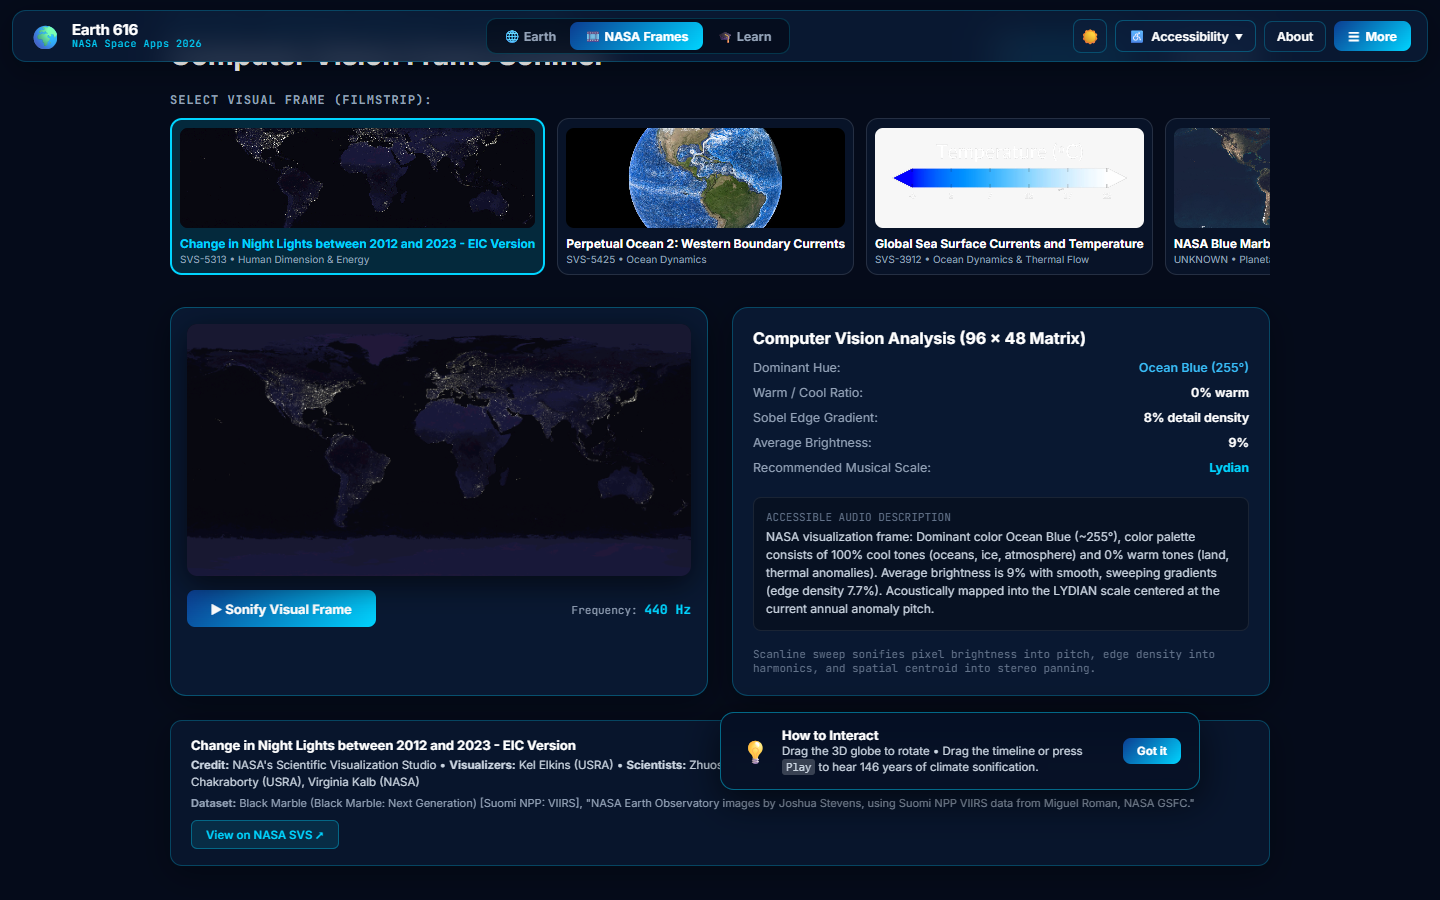 Earth 616
NASA Space Apps 2026
Earth
NASA Frames
Learn
Accessibility ▼
About
☰ More
SELECT VISUAL FRAME (FILMSTRIP):
Change in Night Lights between 2012 and 2023 - EIC Version
SVS-5313 • Human Dimension & Energy
Perpetual Ocean 2: Western Boundary Currents
SVS-5425 • Ocean Dynamics
Temperature (°C)
Global Sea Surface Currents and Temperature
SVS-3912 • Ocean Dynamics & Thermal Flow
NASA Blue Marb
UNKNOWN • Planet
▶ Sonify Visual Frame
Frequency: 440 Hz
Computer Vision Analysis (96 × 48 Matrix)
Dominant Hue: Ocean Blue (255°)
Warm / Cool Ratio: 0% warm
Sobel Edge Gradient: 8% detail density
Average Brightness: 9%
Recommended Musical Scale: Lydian
ACCESSIBLE AUDIO DESCRIPTION
NASA visualization frame: Dominant color Ocean Blue (~255°), color palette
consists of 100% cool tones (oceans, ice, atmosphere) and 0% warm tones (land,
thermal anomalies). Average brightness is 9% with smooth, sweeping gradients
(edge density 7.7%). Acoustically mapped into the LYDIAN scale centered at the
current annual anomaly pitch.
Scanline sweep sonifies pixel brightness into pitch, edge density into
harmonics, and spatial centroid into stereo panning.
Change in Night Lights between 2012 and 2023 - EIC Version
Credit: NASA's Scientific Visualization Studio • Visualizers: Kel Elkins (USRA) • Scientists: Zhuos
Chakraborty (USRA), Virginia Kalb (NASA)
Dataset: Black Marble (Black Marble: Next Generation) [Suomi NPP: VIIRS], "NASA Earth Observatory images by Joshua Stevens, using Suomi NPP VIIRS data from Miguel Roman, NASA GSFC."
View on NASA SVS ↗
How to Interact
Drag the 3D globe to rotate • Drag the timeline or press
Play to hear 146 years of climate sonification.
Got it